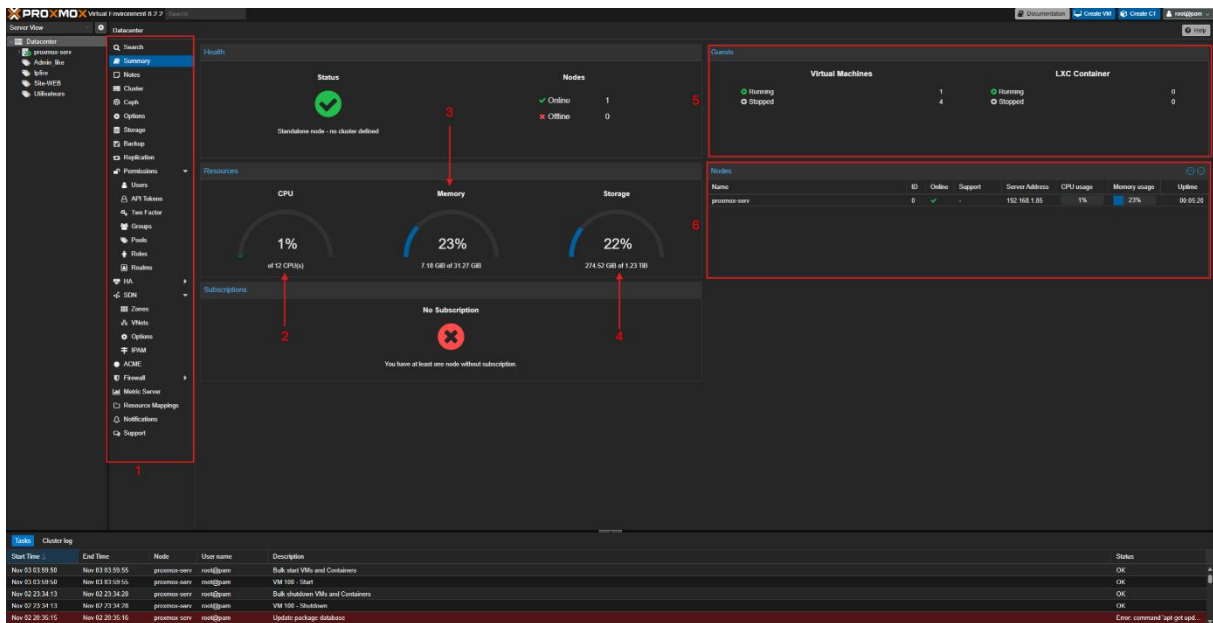 PROXMOX Virtual Environment 8.2.2 Search
Documentation Create VM Create CT root@pam
Server View
Datacenter
Help
Datacenter
proxmox-serv
Admin_like
Ipfire
Site-WEB
Utilisateurs
Search
Summary
Notes
Cluster
Ceph
Options
Storage
Backup
Replication
Permissions
Users
API Tokens
Two Factor
Groups
Pools
Roles
Realms
HA
SDN
Zones
VNets
Options
IPAM
ACME
Firewall
Metric Server
Resource Mappings
Notifications
Support
1
Health
Status
Nodes
Online 1
Offline 0
Standalone node - no cluster defined
3
Resources
CPU
Memory
Storage
1%
23%
22%
of 12 CPU(s)
7.18 GiB of 31.27 GiB
274.52 GiB of 1.23 TiB
2
4
Subscriptions
No Subscription
You have at least one node without subscription.
5
Guests
Virtual Machines
LXC Container
Running 1
Running 0
Stopped 4
Stopped 0
6
Nodes
Name ID Online Support Server Address CPU usage Memory usage Uptime
proxmox-serv 0 - 192.168.1.85 1% 23% 00:05:20
Tasks Cluster log
Start Time End Time Node User name Description Status
Nov 03 03:59:50 Nov 03 03:59:55 proxmox-serv root@pam Bulk start VMs and Containers OK
Nov 03 03:59:50 Nov 03 03:59:55 proxmox-serv root@pam VM 100 - Start OK
Nov 02 23:34:13 Nov 02 23:34:28 proxmox-serv root@pam Bulk shutdown VMs and Containers OK
Nov 02 23:34:13 Nov 02 23:34:28 proxmox-serv root@pam VM 100 - Shutdown OK
Nov 02 20:35:15 Nov 02 20:35:16 proxmox-serv root@pam Update package database Error: command 'apt-get upd...